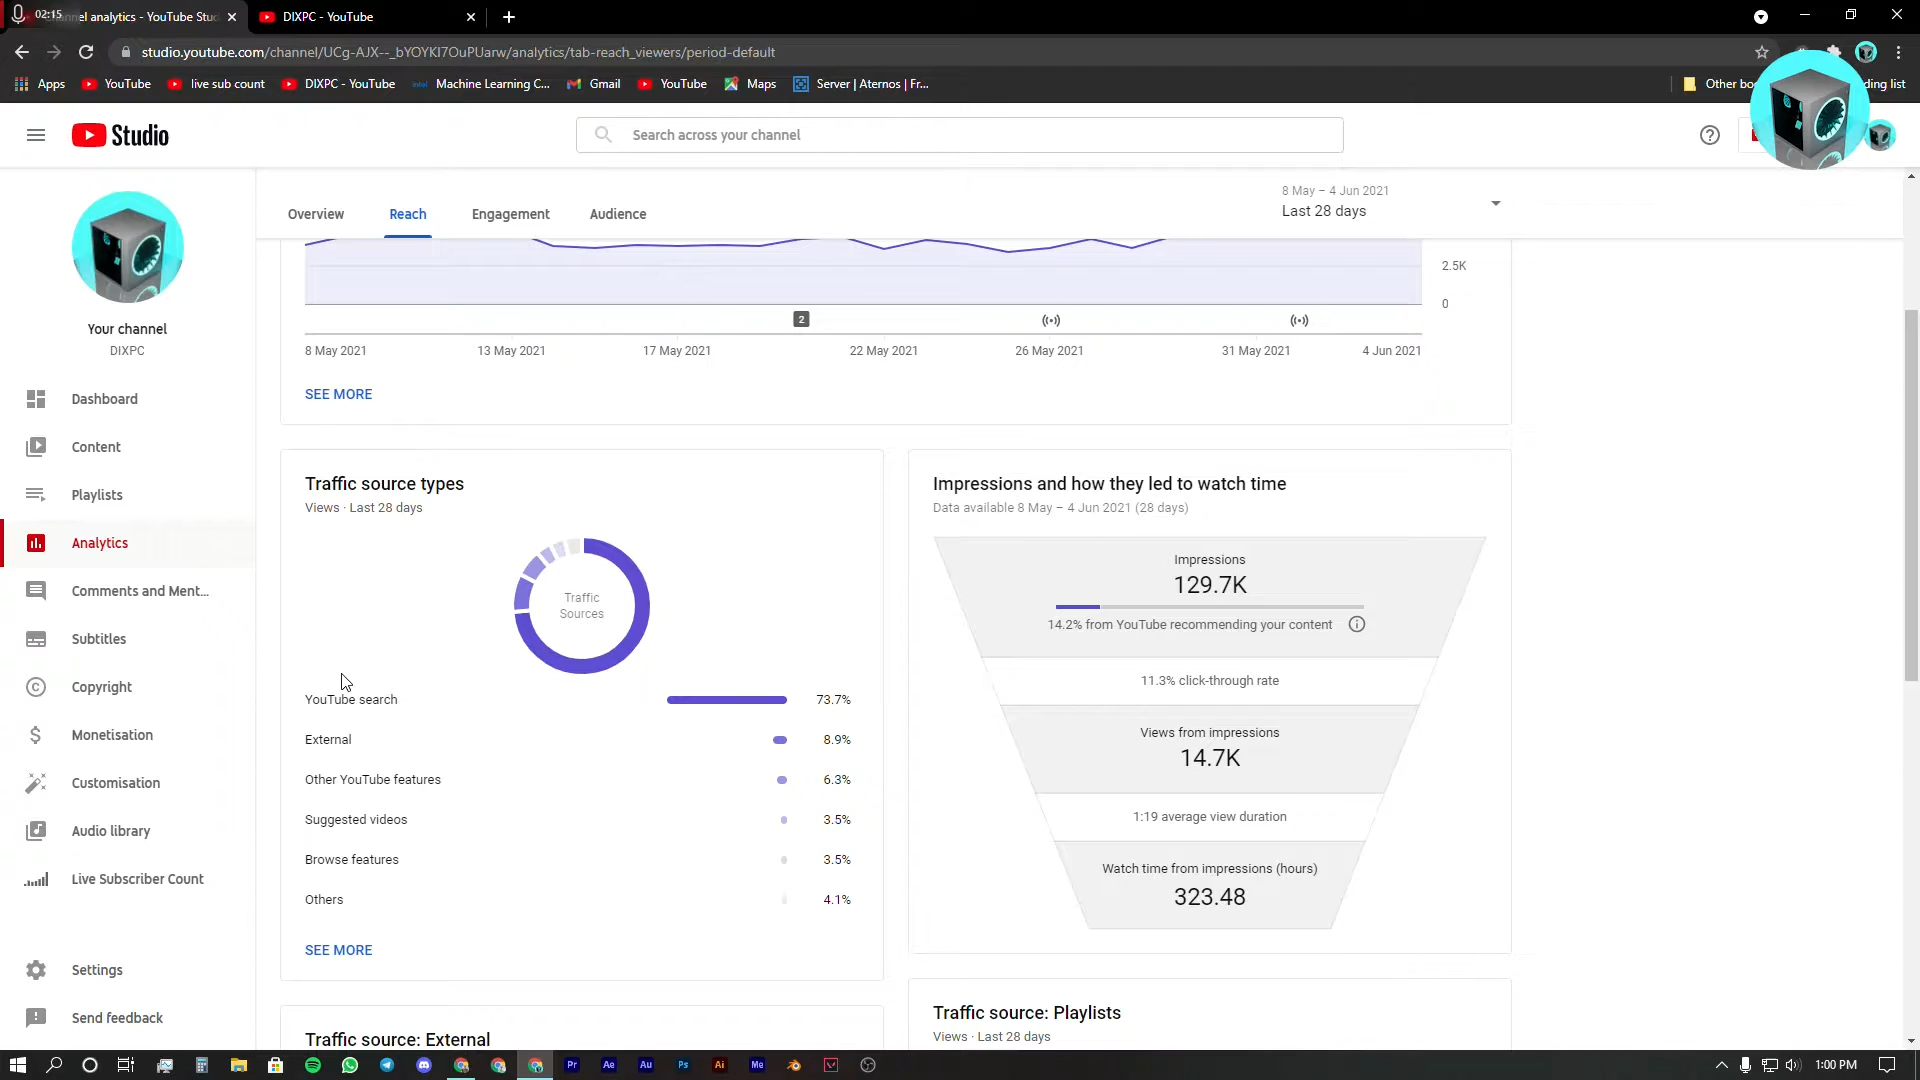 02:15
nel analytics - YouTube Stu
DIXPC - YouTube
studio.youtube.com/channel/UCg-AJX--_bYOYKI7OuPUarw/analytics/tab-reach_viewers/period-default
Apps
YouTube
live sub count
DIXPC - YouTube
Machine Learning C...
Gmail
YouTube
Maps
Server | Aternos | Fr...
Other bo
ding list
Studio
Search across your channel
Your channel
DIXPC
Dashboard
Content
Playlists
Analytics
Comments and Ment...
Subtitles
Copyright
Monetisation
Customisation
Audio library
Live Subscriber Count
Settings
Send feedback
Overview
Reach
Engagement
Audience
8 May – 4 Jun 2021
Last 28 days
2.5K
0
2
8 May 2021
13 May 2021
17 May 2021
22 May 2021
26 May 2021
31 May 2021
4 Jun 2021
SEE MORE
Traffic source types
Views · Last 28 days
Traffic
Sources
YouTube search 73.7%
External 8.9%
Other YouTube features 6.3%
Suggested videos 3.5%
Browse features 3.5%
Others 4.1%
SEE MORE
Impressions and how they led to watch time
Data available 8 May – 4 Jun 2021 (28 days)
Impressions
129.7K
14.2% from YouTube recommending your content
11.3% click-through rate
Views from impressions
14.7K
1:19 average view duration
Watch time from impressions (hours)
323.48
Traffic source: External
Traffic source: Playlists
Views · Last 28 days
Pr
Ae
Au
Ps
Ai
Me
1:00 PM